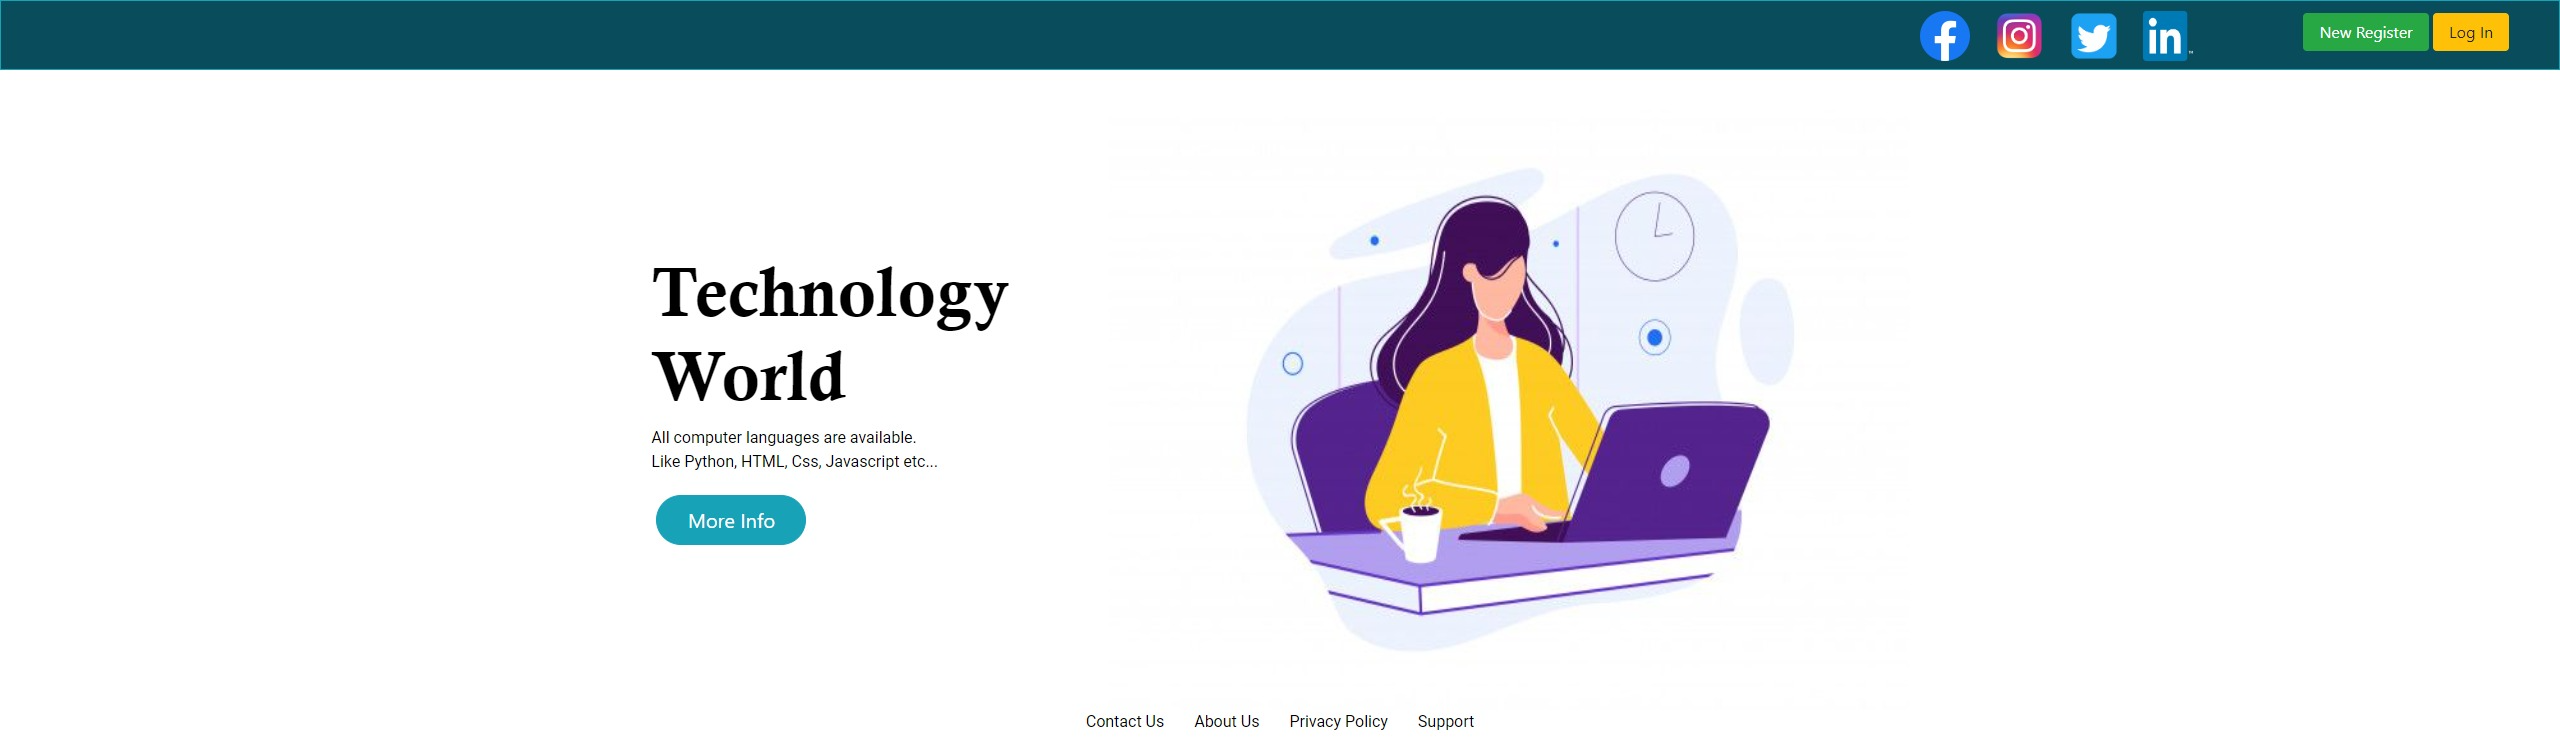 in
New Register
Log In
Technology
World
All computer languages are available.
Like Python, HTML, Css, Javascript etc...
More Info
Contact Us
About Us
Privacy Policy
Support